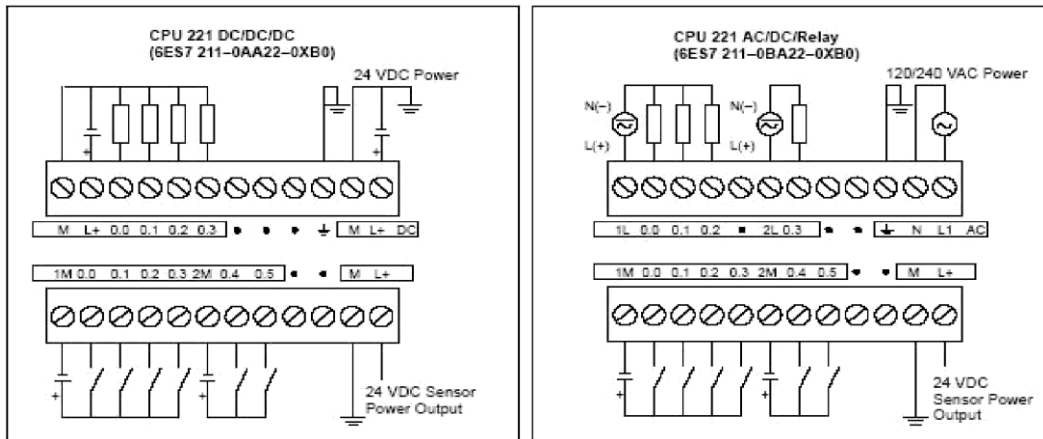 CPU 221 DC/DC/DC
(6ES7 211–0AA22–0XB0)
24 VDC Power
+
+
M L+ 0.0 0.1 0.2 0.3 M L+ DC
1M 0.0 0.1 0.2 0.3 2M 0.4 0.5 M L+
+
+
24 VDC Sensor
Power Output
CPU 221 AC/DC/Relay
(6ES7 211–0BA22–0XB0)
120/240 VAC Power
N(–) N(–)
L(+) L(+)
1L 0.0 0.1 0.2 2L 0.3 N L1 AC
1M 0.0 0.1 0.2 0.3 2M 0.4 0.5 M L+
+
+
24 VDC
Sensor Power
Output